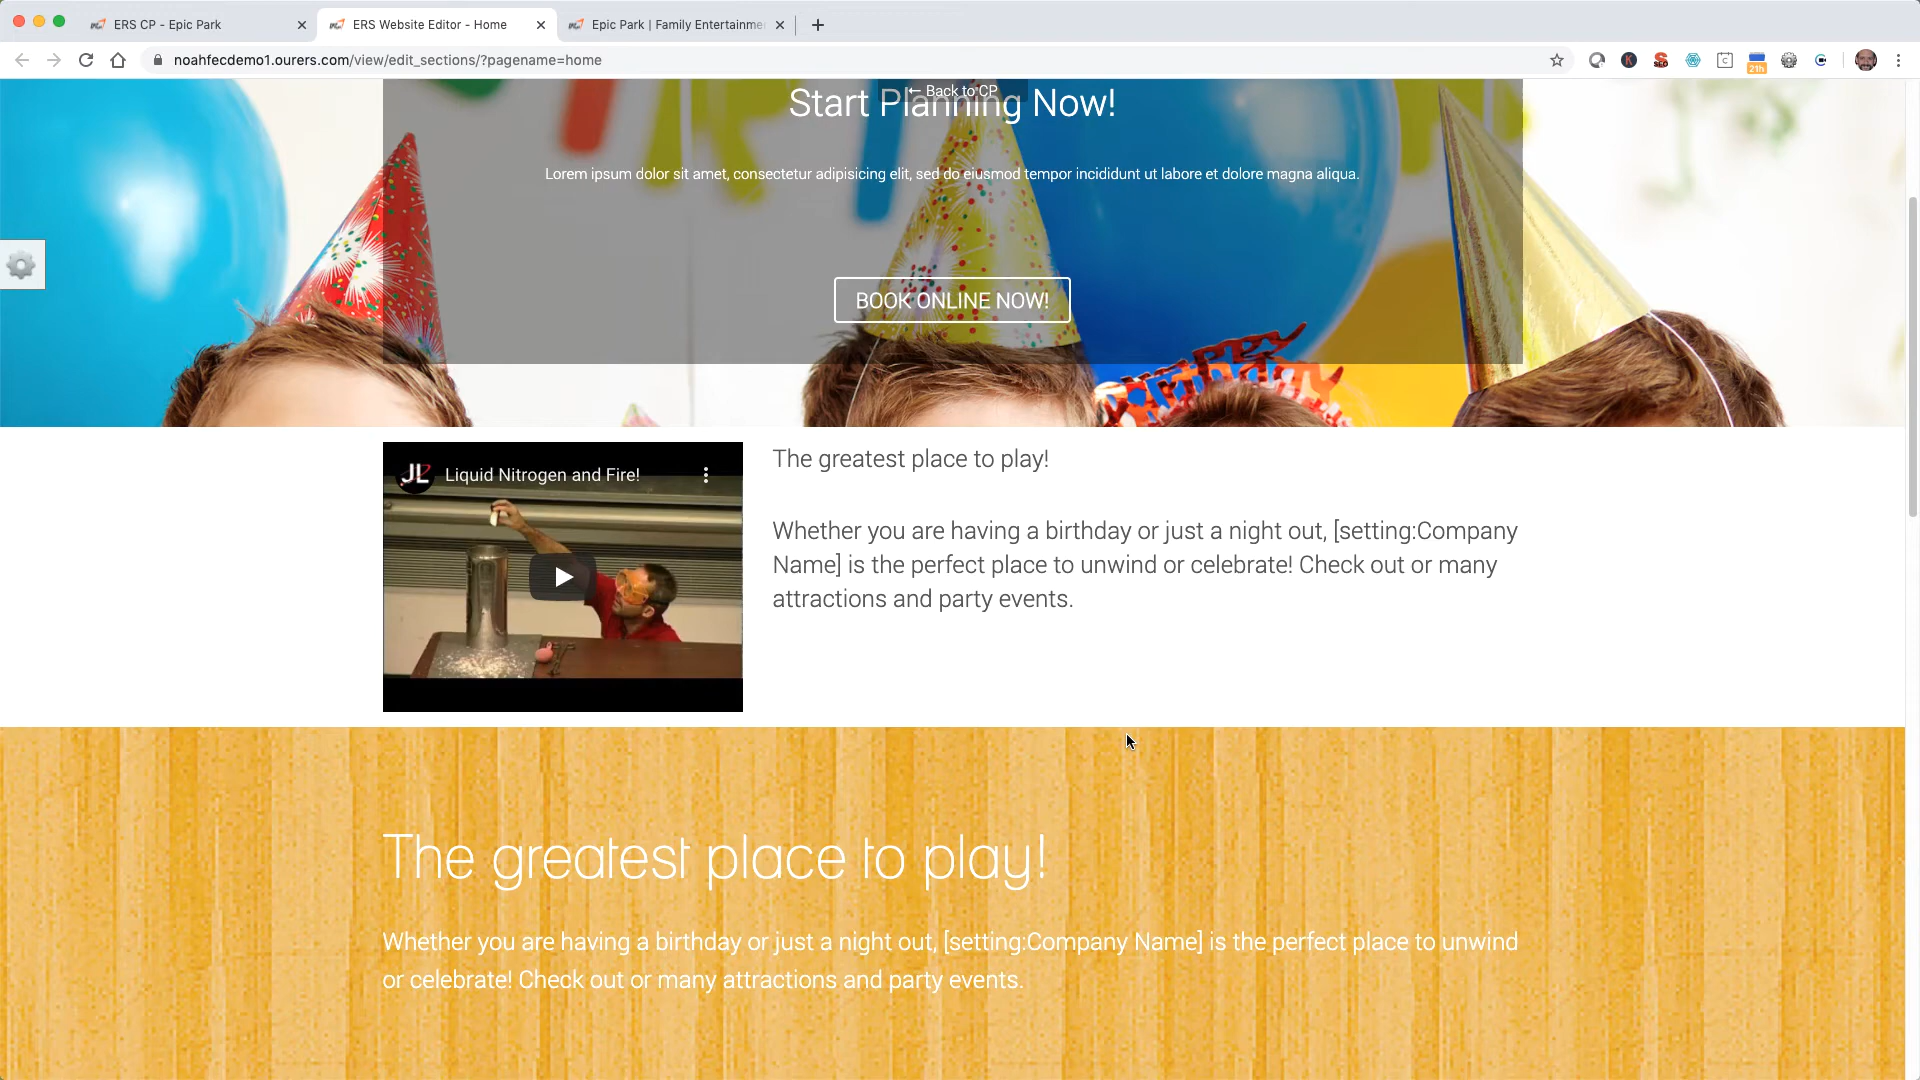 ERS CP - Epic Park
ERS Website Editor - Home
Epic Park | Family Entertainme
noahfecdemo1.ourers.com/view/edit_sections/?pagename=home
21h
← Back to CP
Start Planning Now!
Lorem ipsum dolor sit amet, consectetur adipisicing elit, sed do eiusmod tempor incididunt ut labore et dolore magna aliqua.
BOOK ONLINE NOW!
JL
Liquid Nitrogen and Fire!
The greatest place to play!
Whether you are having a birthday or just a night out, [setting:Company
Name] is the perfect place to unwind or celebrate! Check out or many
attractions and party events.
The greatest place to play!
Whether you are having a birthday or just a night out, [setting:Company Name] is the perfect place to unwind
or celebrate! Check out or many attractions and party events.